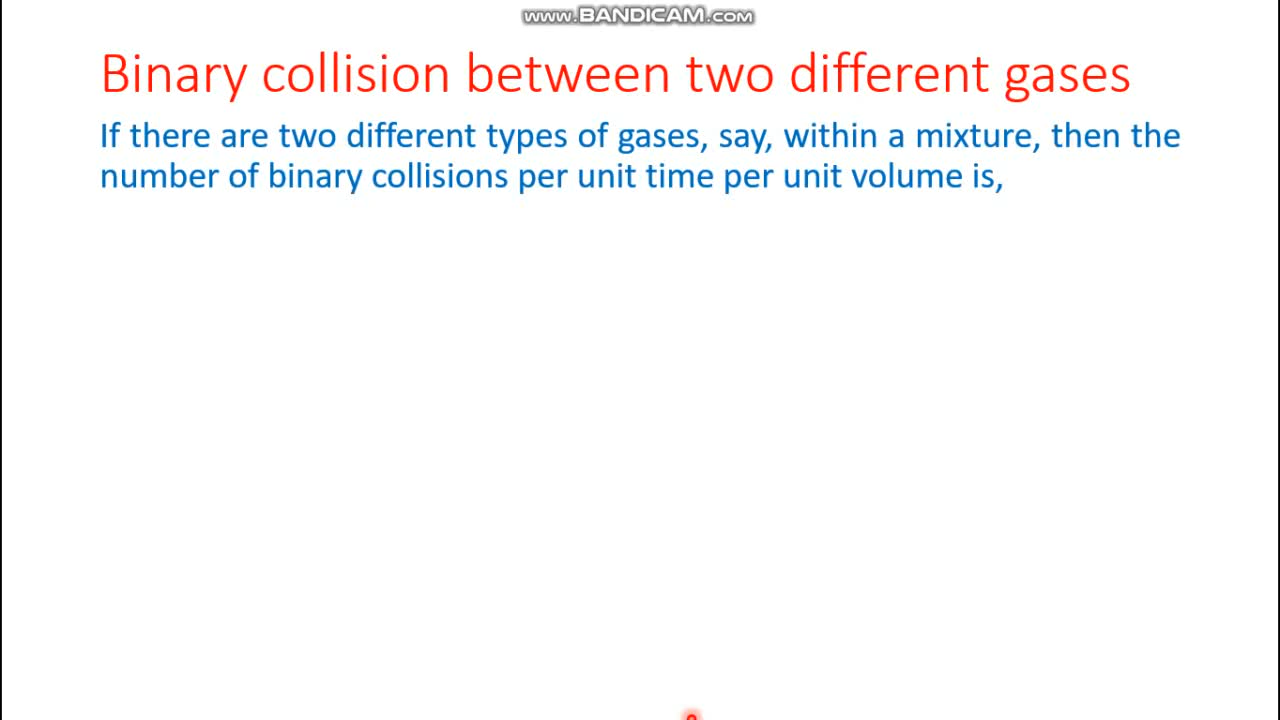 www.BANDICAM.com
Binary collision between two different gases
If there are two different types of gases, say, within a mixture, then the
number of binary collisions per unit time per unit volume is,